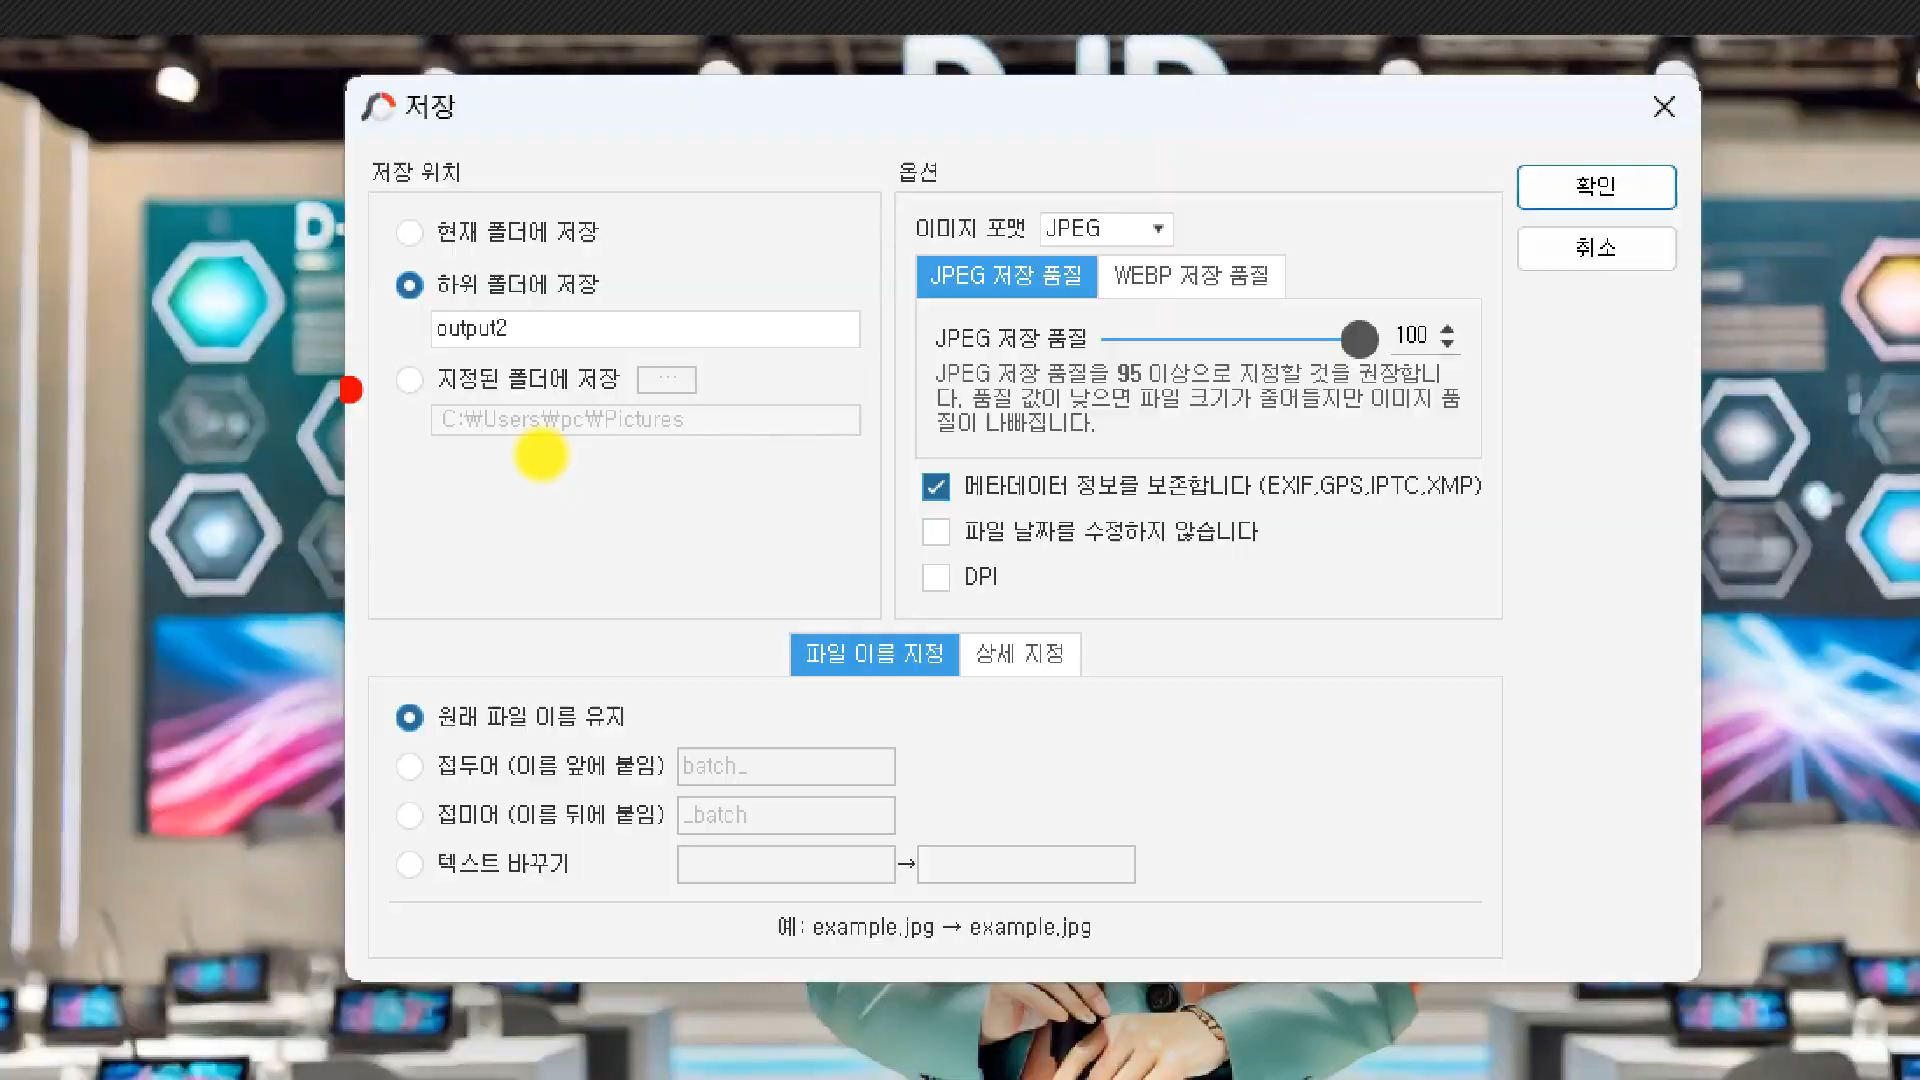 저장
저장 위치
현재 폴더에 저장
하위 폴더에 저장
output2
지정된 폴더에 저장 ...
C:₩Users₩pc₩Pictures
옵션
이미지 포맷 JPEG
JPEG 저장 품질 WEBP 저장 품질
JPEG 저장 품질 100
JPEG 저장 품질을 95 이상으로 지정할 것을 권장합니
다. 품질 값이 낮으면 파일 크기가 줄어들지만 이미지 품
질이 나빠집니다.
메타데이터 정보를 보존합니다 (EXIF,GPS,IPTC,XMP)
파일 날짜를 수정하지 않습니다
DPI
확인
취소
파일 이름 지정 상세 지정
원래 파일 이름 유지
접두어 (이름 앞에 붙임) batch_
접미어 (이름 뒤에 붙임) _batch
텍스트 바꾸기 →
예: example.jpg → example.jpg